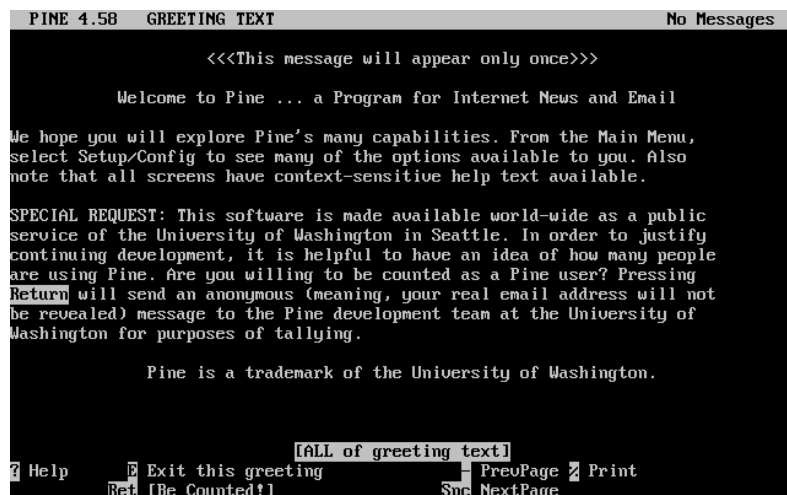 PINE 4.58   GREETING TEXT                                        No Messages
<<<This message will appear only once>>>
Welcome to Pine ... a Program for Internet News and Email
We hope you will explore Pine's many capabilities. From the Main Menu,
select Setup/Config to see many of the options available to you. Also
note that all screens have context-sensitive help text available.
SPECIAL REQUEST: This software is made available world-wide as a public
service of the University of Washington in Seattle. In order to justify
continuing development, it is helpful to have an idea of how many people
are using Pine. Are you willing to be counted as a Pine user? Pressing
Return will send an anonymous (meaning, your real email address will not
be revealed) message to the Pine development team at the University of
Washington for purposes of tallying.
Pine is a trademark of the University of Washington.
[ALL of greeting text]
? Help      E Exit this greeting              - PrevPage % Print
Ret [Be Counted!]                 Spc NextPage